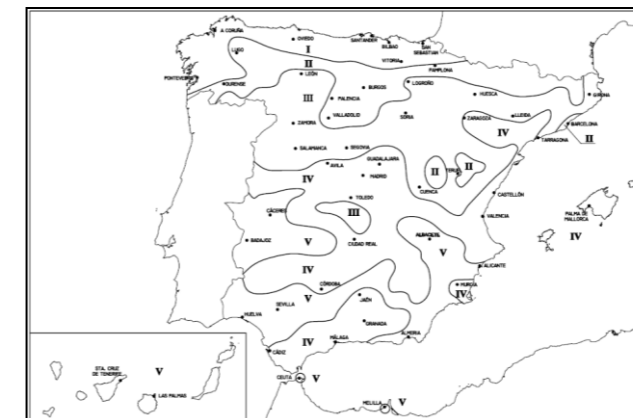 A CORUÑA
OVIEDO
SANTANDER
BILBAO
SAN
SEBASTIAN
LUGO
I
VITORIA
II
PAMPLONA
PONTEVEDRA
OURENSE
LEÓN
BURGOS
LOGROÑO
HUESCA
GIRONA
III
PALENCIA
ZAMORA
VALLADOLID
SORIA
ZARAGOZA
LLEIDA
IV
BARCELONA
TARRAGONA
II
SALAMANCA
SEGOVIA
AVILA
GUADALAJARA
IV
MADRID
II
TERUEL
II
CUENCA
TOLEDO
CASTELLÓN
CÁCERES
III
VALENCIA
PALMA DE
MALLORCA
IV
BADAJOZ
V
CIUDAD REAL
ALBACETE
V
IV
ALICANTE
CÓRDOBA
MURCIA
IV
V
SEVILLA
JAÉN
HUELVA
GRANADA
IV
MÁLAGA
ALMERIA
CÁDIZ
STA. CRUZ
DE TENERIFE
V
LAS PALMAS
CEUTA
V
MELILLA
V